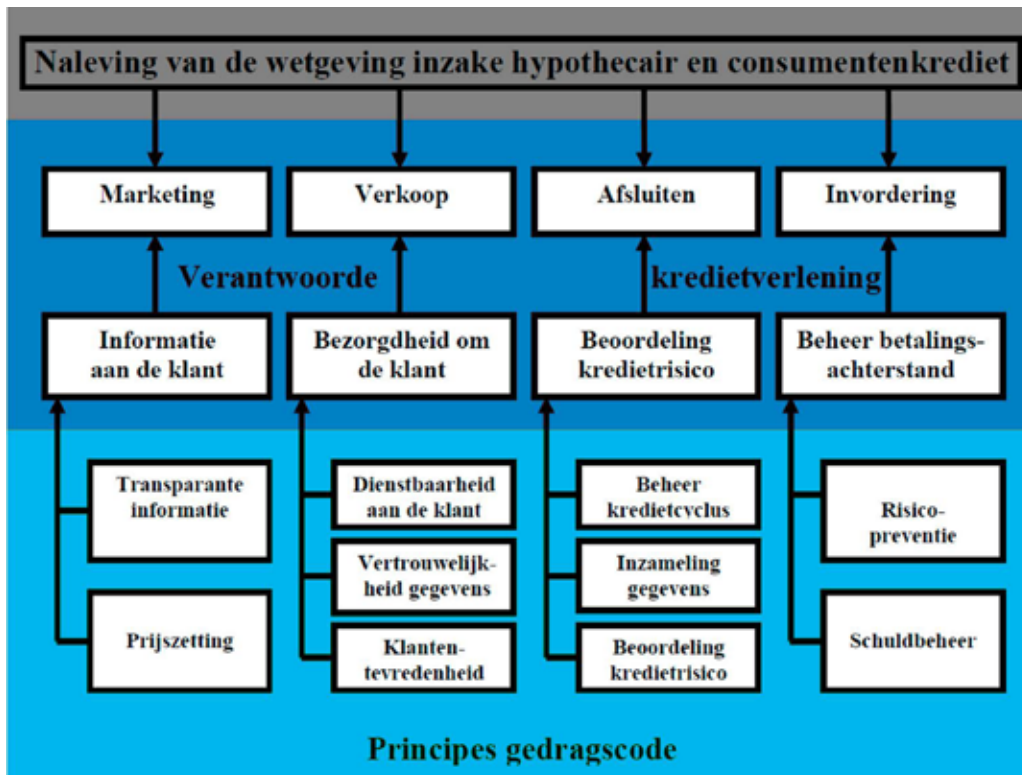 Naleving van de wetgeving inzake hypothecair en consumentenkrediet
Marketing
Verkoop
Afsluiten
Invordering
Verantwoorde
kredietverlening
Informatie
aan de klant
Bezorgdheid om
de klant
Beoordeling
kredietrisico
Beheer betalings-
achterstand
Transparante
informatie
Prijszetting
Dienstbaarheid
aan de klant
Vertrouwelijk-
heid gegevens
Klanten-
tevredenheid
Beheer
kredietcyclus
Inzameling
gegevens
Beoordeling
kredietrisico
Risico-
preventie
Schuldbeheer
Principes gedragscode